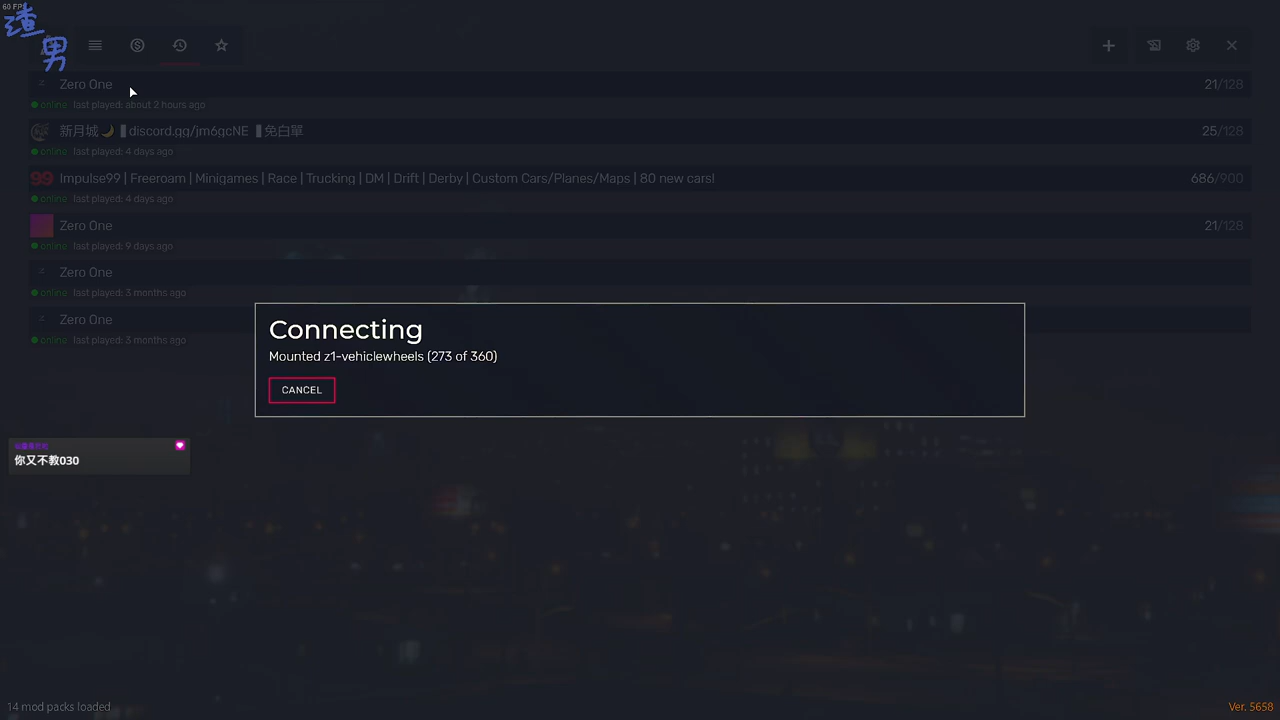 60 FPS
渣
男
Zero One
21/128
online last played: about 2 hours ago
新月城🌙 ▐ discord.gg/jm6gcNE ▐ 免白單
25/128
online last played: 4 days ago
99
Impulse99 | Freeroam | Minigames | Race | Trucking | DM | Drift | Derby | Custom Cars/Planes/Maps | 80 new cars!
686/900
online last played: 4 days ago
Zero One
21/128
online last played: 9 days ago
Zero One
online last played: 3 months ago
Zero One
online last played: 3 months ago
Connecting
Mounted z1-vehiclewheels (273 of 360)
CANCEL
你又不教030
14 mod packs loaded
Ver. 5658